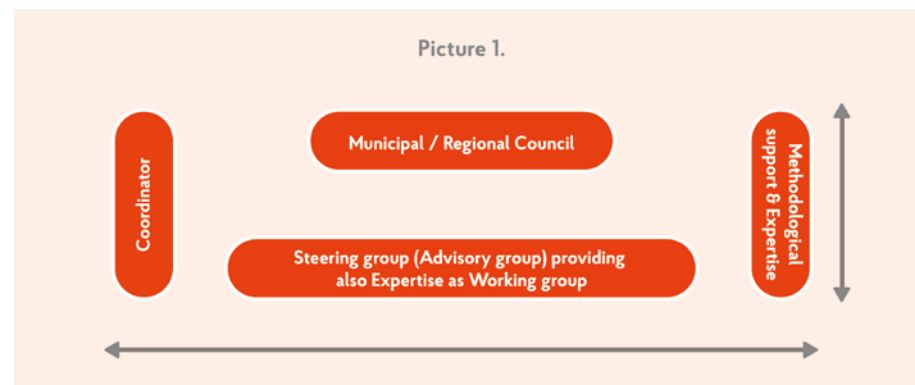 Picture 1.
Coordinator
Municipal / Regional Council
Steering group (Advisory group) providing
also Expertise as Working group
Methodological
support & Expertise